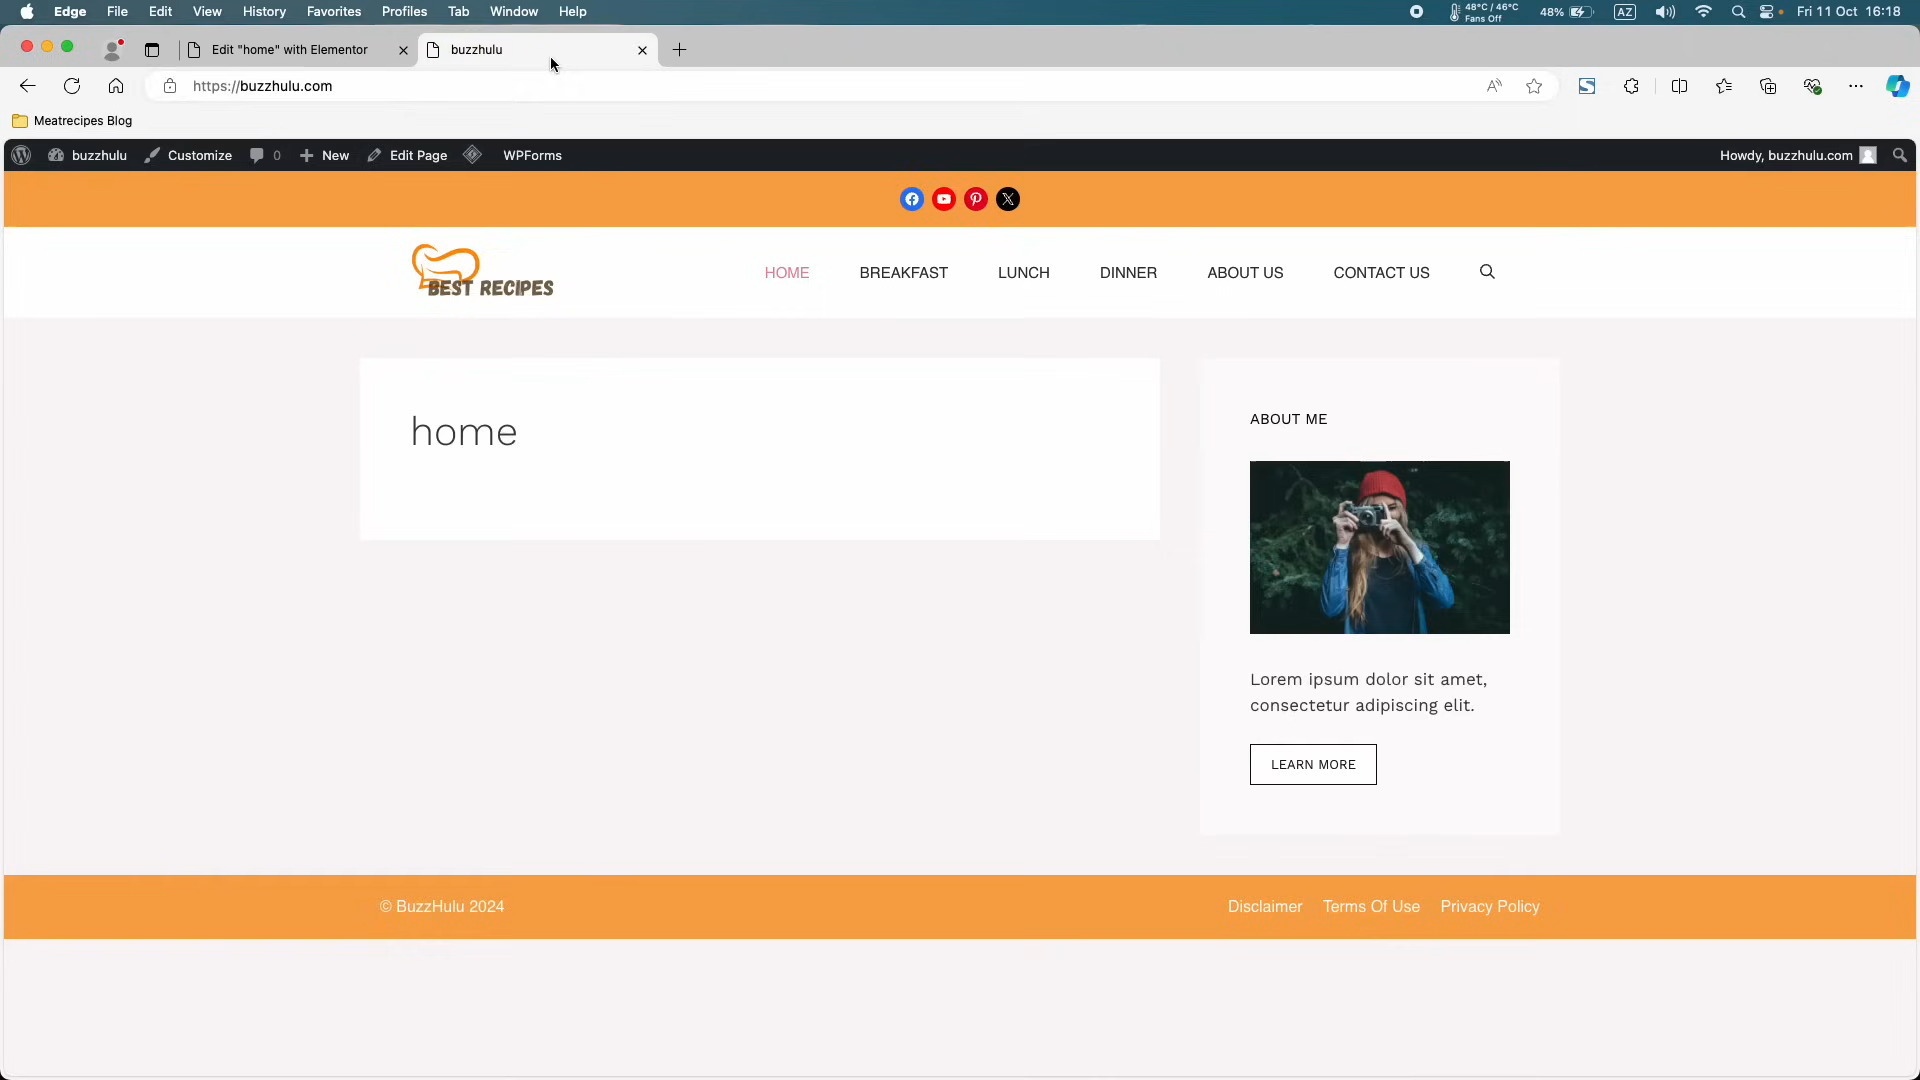 Edge File Edit View History Favorites Profiles Tab Window Help 48°C / 46°C Fans Off 48% AZ Fri 11 Oct 16:18
Edit "home" with Elementor buzzhulu
https://buzzhulu.com
Meatrecipes Blog
buzzhulu Customize 0 New Edit Page WPForms Howdy, buzzhulu.com
BEST RECIPES
HOME BREAKFAST LUNCH DINNER ABOUT US CONTACT US
home
ABOUT ME
Lorem ipsum dolor sit amet,
consectetur adipiscing elit.
LEARN MORE
© BuzzHulu 2024 Disclaimer Terms Of Use Privacy Policy